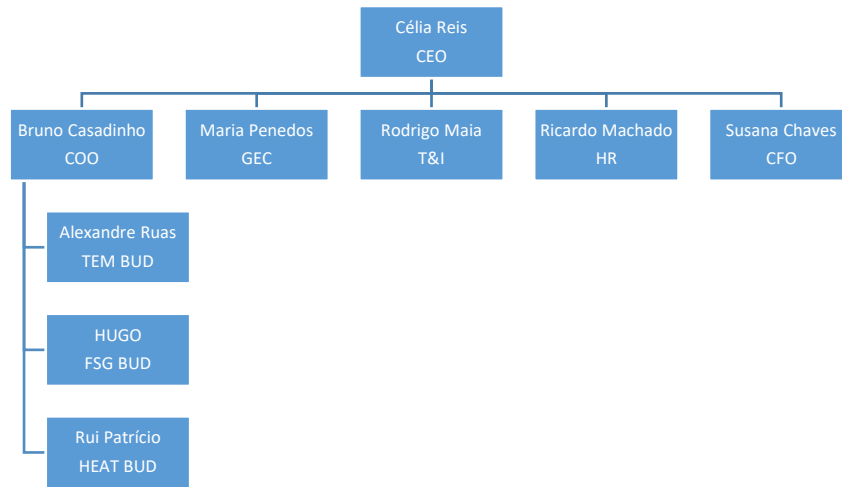 Célia Reis
CEO
Bruno Casadinho
COO
Maria Penedos
GEC
Rodrigo Maia
T&I
Ricardo Machado
HR
Susana Chaves
CFO
Alexandre Ruas
TEM BUD
HUGO
FSG BUD
Rui Patrício
HEAT BUD